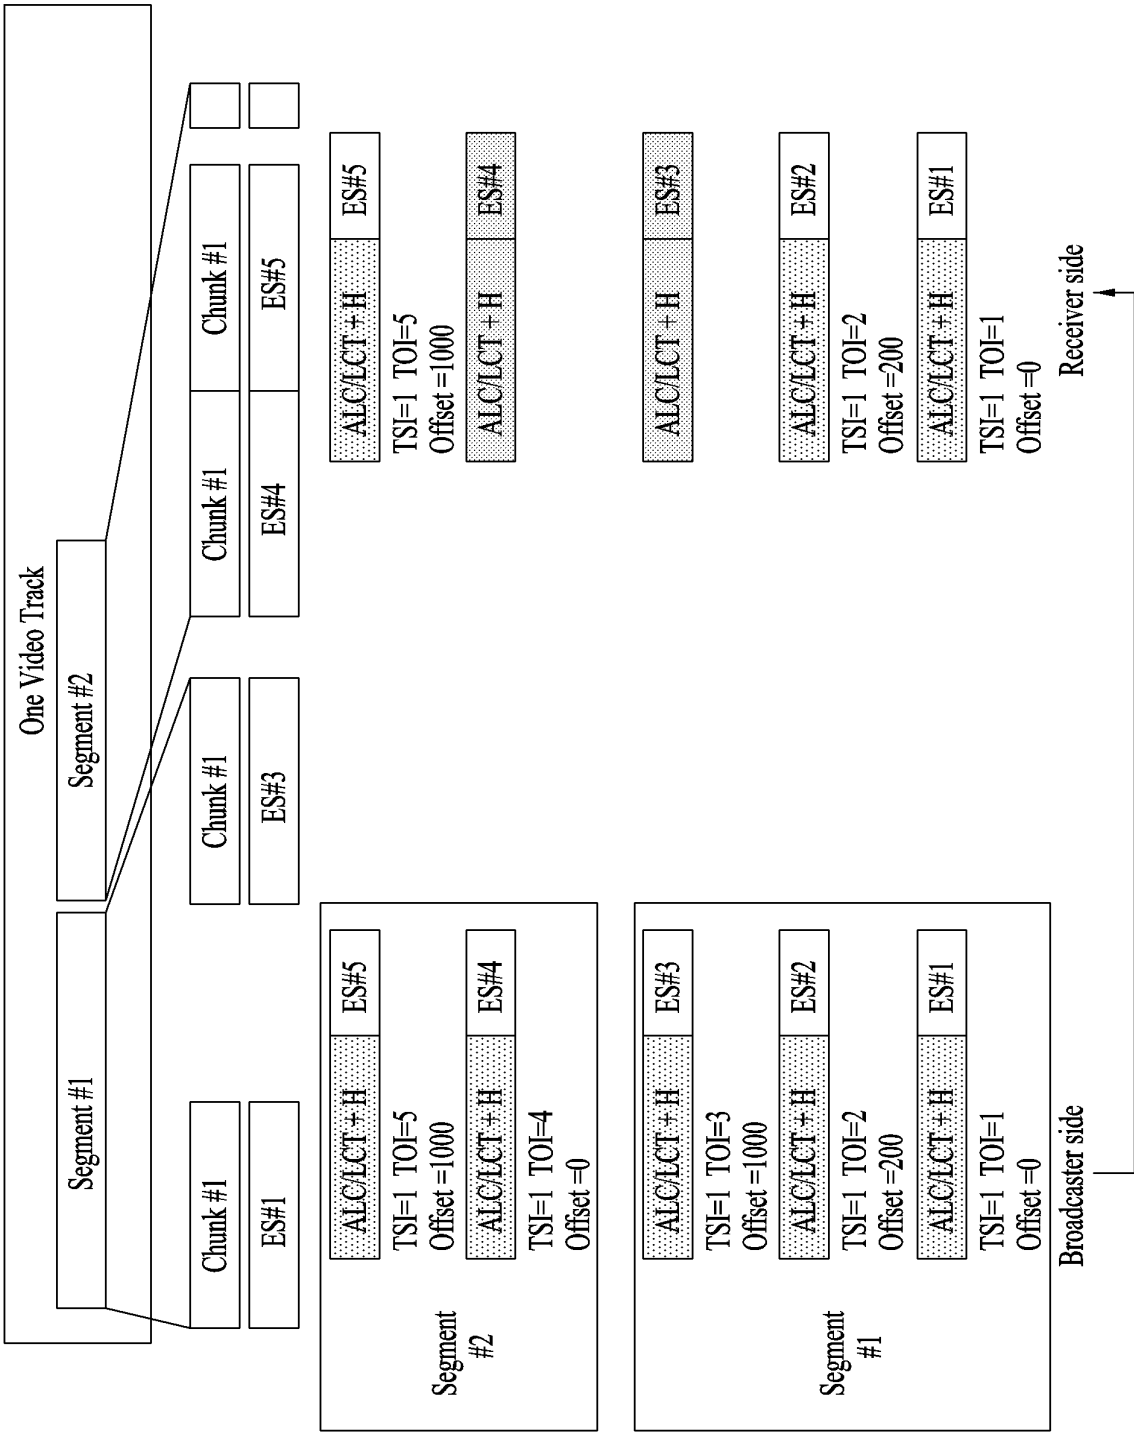 One Video Track
Segment #1
Segment #2
Chunk #1
Chunk #1
Chunk #1
Chunk #1
ES#1
ES#3
ES#4
ES#5
Segment
#2
ALC/LCT + H
ES#5
TSI=1 TOI=5
Offset =1000
ALC/LCT + H
ES#4
TSI=1 TOI=4
Offset =0
Segment
#1
ALC/LCT + H
ES#3
TSI=1 TOI=3
Offset =1000
ALC/LCT + H
ES#2
TSI=1 TOI=2
Offset =200
ALC/LCT + H
ES#1
TSI=1 TOI=1
Offset =0
Broadcaster side
ALC/LCT + H
ES#5
TSI=1 TOI=5
Offset =1000
ALC/LCT + H
ES#4
ALC/LCT + H
ES#3
ALC/LCT + H
ES#2
TSI=1 TOI=2
Offset =200
ALC/LCT + H
ES#1
TSI=1 TOI=1
Offset =0
Receiver side